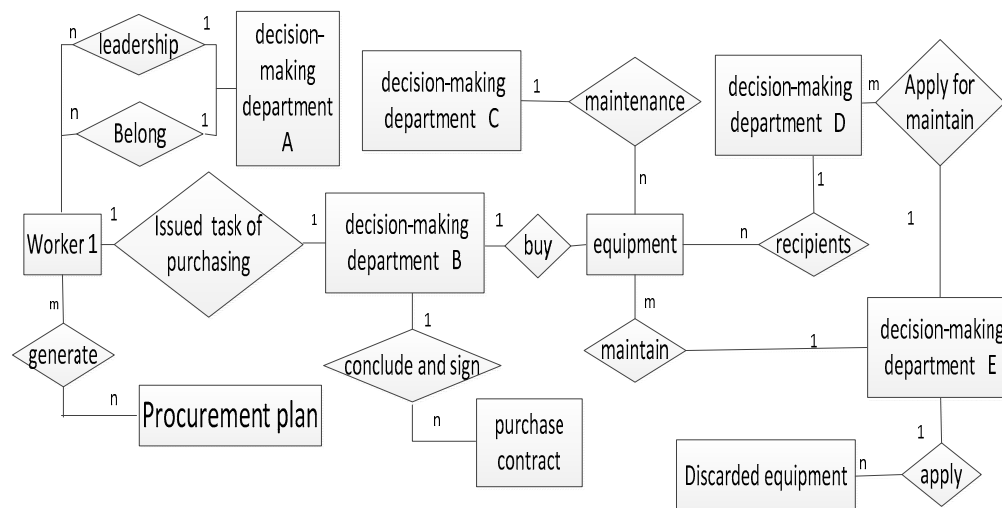 n
leadership
1
decision-
making
department
A
n
Belong
1
decision-making
department C
1
maintenance
n
decision-making
department D
m
Apply for
maintain
1
1
Worker 1
1
Issued task of
purchasing
1
decision-making
department B
1
buy
equipment
n
recipients
m
generate
n
Procurement plan
1
conclude and sign
n
purchase
contract
m
maintain
1
decision-making
department E
1
apply
n
Discarded equipment